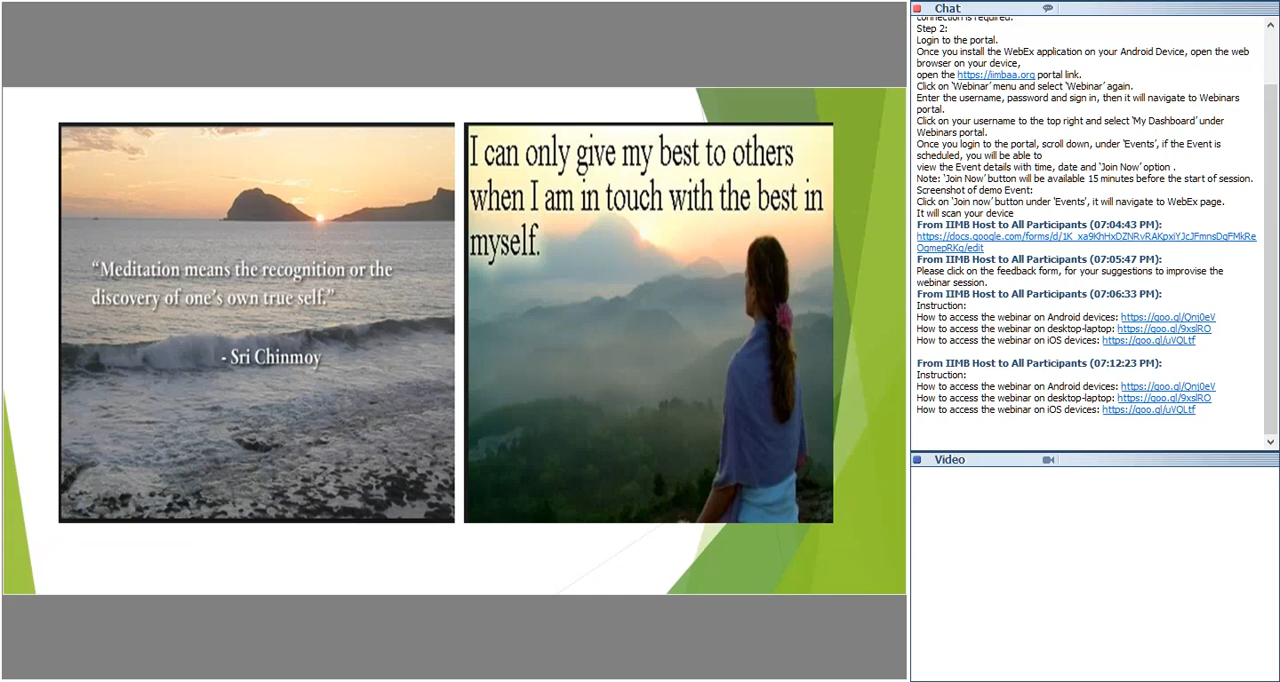 “Meditation means the recognition or the
discovery of one’s own true self.”
- Sri Chinmoy
I can only give my best to others
when I am in touch with the best in
myself.
Chat
connection is required.
Step 2:
Login to the portal.
Once you install the WebEx application on your Android Device, open the web
browser on your device,
open the https://iimbaa.org portal link.
Click on ‘Webinar’ menu and select ‘Webinar’ again.
Enter the username, password and sign in, then it will navigate to Webinars
portal.
Click on your username to the top right and select ‘My Dashboard’ under
Webinars portal.
Once you login to the portal, scroll down, under ‘Events’, if the Event is
scheduled, you will be able to
view the Event details with time, date and ‘Join Now’ option .
Note: ‘Join Now’ button will be available 15 minutes before the start of session.
Screenshot of demo Event:
Click on ‘Join now’ button under ‘Events’, it will navigate to WebEx page.
It will scan your device
From IIMB Host to All Participants (07:04:43 PM):
From IIMB Host to All Participants (07:05:47 PM):
Please click on the feedback form, for your suggestions to improvise the
webinar session.
From IIMB Host to All Participants (07:06:33 PM):
Instruction:
How to access the webinar on Android devices: https://goo.gl/Qnj0eV
How to access the webinar on desktop-laptop: https://goo.gl/9xslRO
How to access the webinar on iOS devices: https://goo.gl/uVQLtf
From IIMB Host to All Participants (07:12:23 PM):
Instruction:
How to access the webinar on Android devices: https://goo.gl/Qnj0eV
How to access the webinar on desktop-laptop: https://goo.gl/9xslRO
How to access the webinar on iOS devices: https://goo.gl/uVQLtf
Video